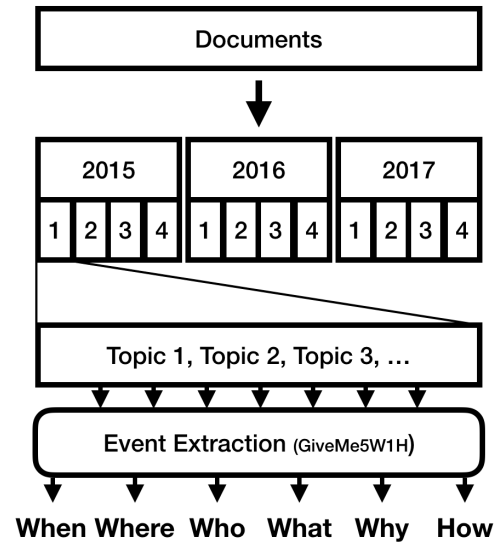 Documents
2015 2016 2017
1 2 3 4 1 2 3 4 1 2 3 4
Topic 1, Topic 2, Topic 3, ...
Event Extraction (GiveMe5W1H)
When Where Who What Why How